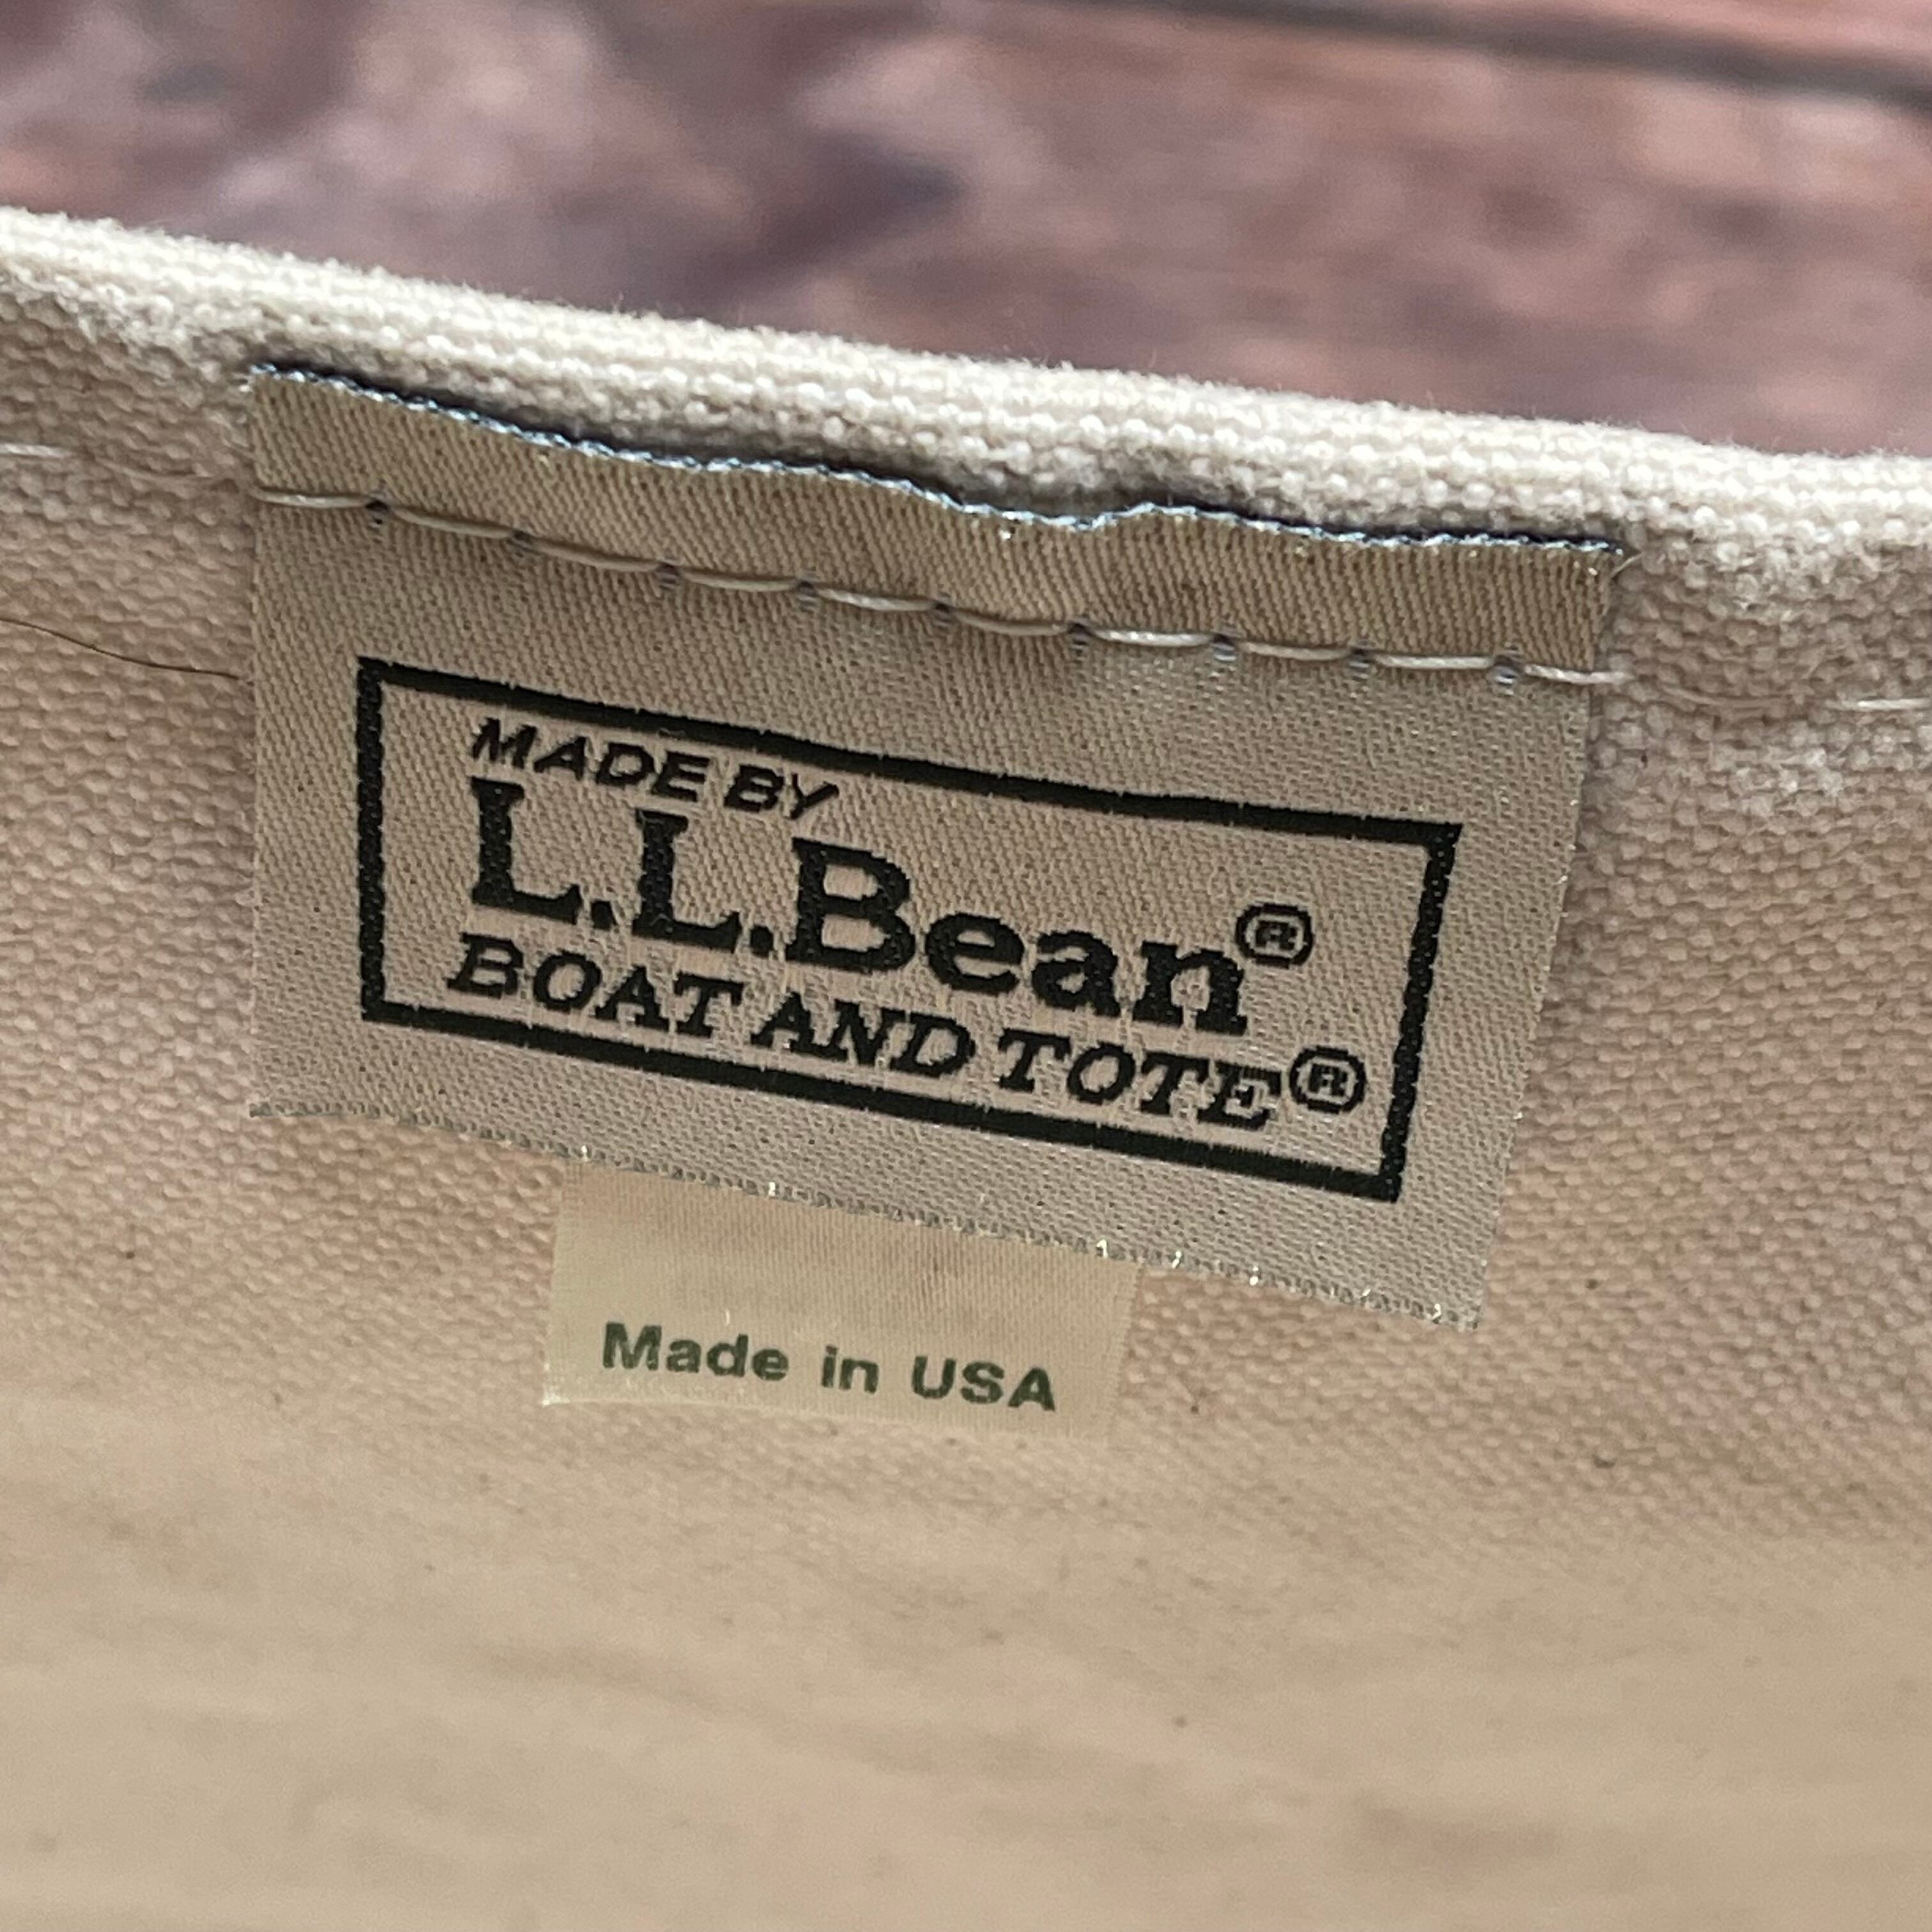 MADE BY
L.L.Bean®
BOAT AND TOTE®
Made in USA